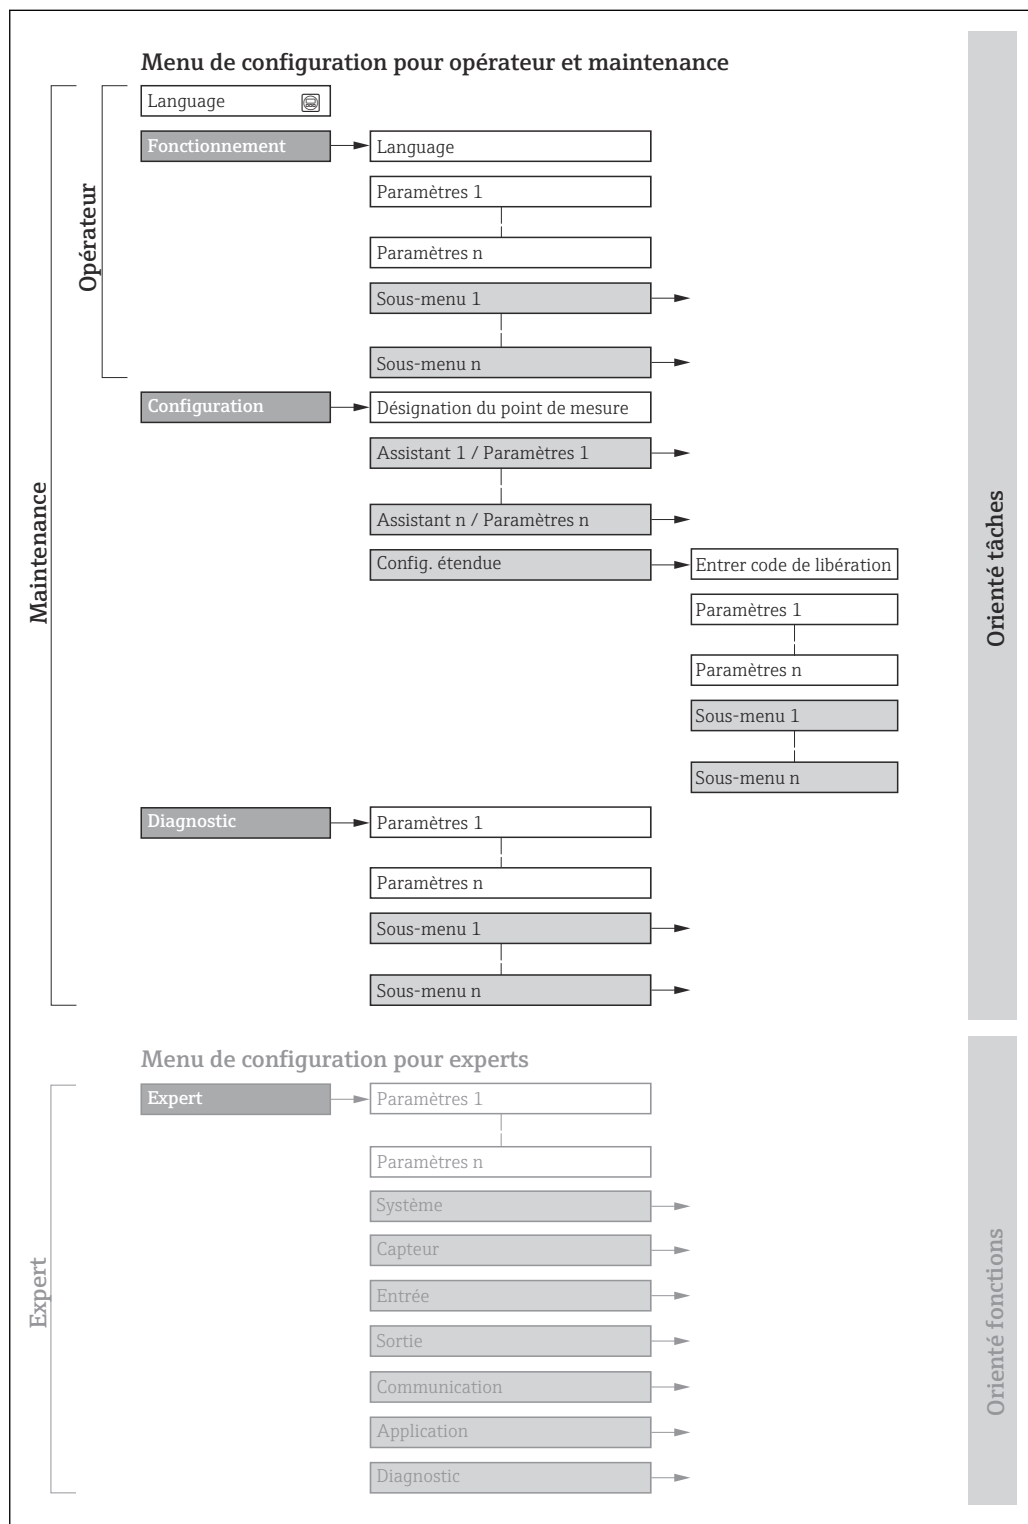 Menu de configuration pour opérateur et maintenance
Language
Fonctionnement
Language
Paramètres 1
Paramètres n
Sous-menu 1
Sous-menu n
Opérateur
Configuration
Désignation du point de mesure
Assistant 1 / Paramètres 1
Assistant n / Paramètres n
Config. étendue
Entrer code de libération
Paramètres 1
Paramètres n
Sous-menu 1
Sous-menu n
Maintenance
Orienté tâches
Diagnostic
Paramètres 1
Paramètres n
Sous-menu 1
Sous-menu n
Menu de configuration pour experts
Expert
Paramètres 1
Paramètres n
Système
Capteur
Entrée
Sortie
Communication
Application
Diagnostic
Expert
Orienté fonctions